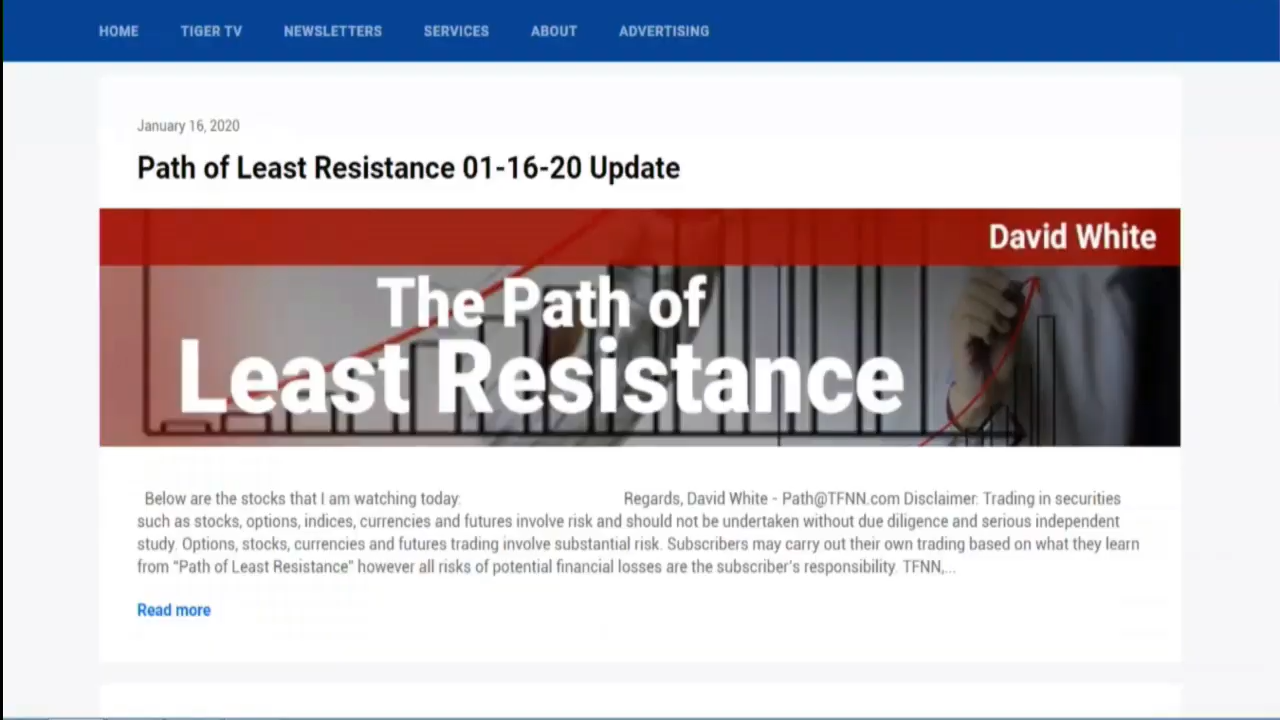 HOME TIGER TV NEWSLETTERS SERVICES ABOUT ADVERTISING
January 16, 2020
Path of Least Resistance 01-16-20 Update
David White
The Path of
Least Resistance
Below are the stocks that I am watching today: Regards, David White - Path@TFNN.com Disclaimer: Trading in securities
such as stocks, options, indices, currencies and futures involve risk and should not be undertaken without due diligence and serious independent
study. Options, stocks, currencies and futures trading involve substantial risk. Subscribers may carry out their own trading based on what they learn
from “Path of Least Resistance” however all risks of potential financial losses are the subscriber’s responsibility. TFNN,...
Read more